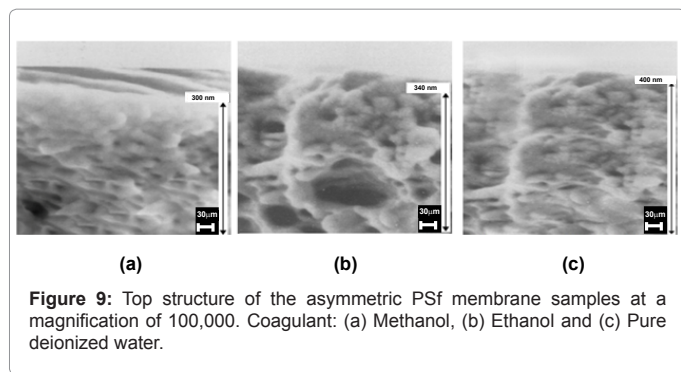 300 nm
30µm
340 nm
30µm
400 nm
30µm
(a)
(b)
(c)
Figure 9: Top structure of the asymmetric PSf membrane samples at a
magnification of 100,000. Coagulant: (a) Methanol, (b) Ethanol and (c) Pure
deionized water.